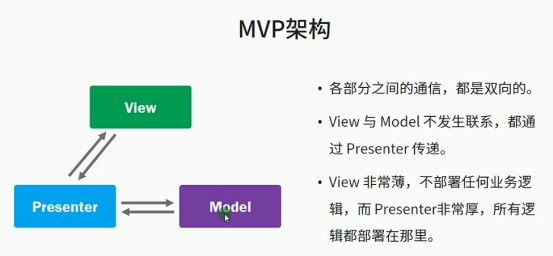 MVP架构
View
Presenter
Model
• 各部分之间的通信，都是双向的。
• View 与 Model 不发生联系，都通
过 Presenter 传递。
• View 非常薄，不部署任何业务逻
辑，而 Presenter非常厚，所有逻
辑都部署在那里。